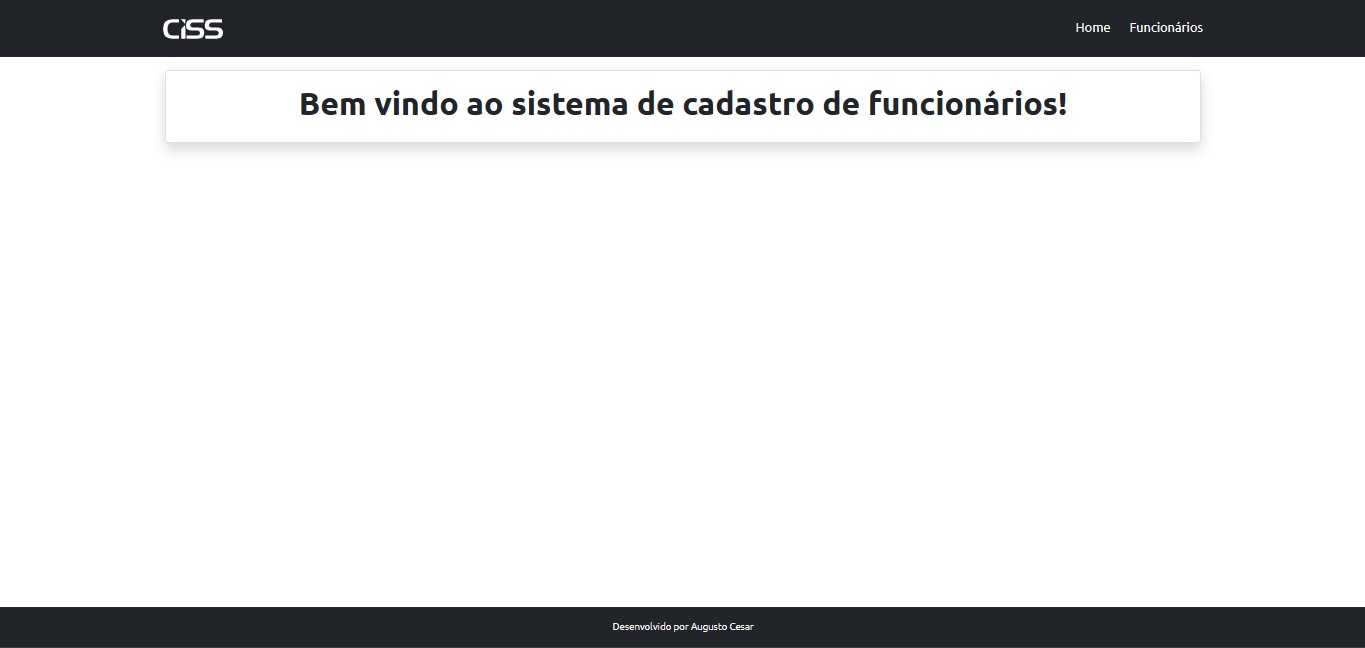 CISS
Home
Funcionários
Bem vindo ao sistema de cadastro de funcionários!
Desenvolvido por Augusto Cesar